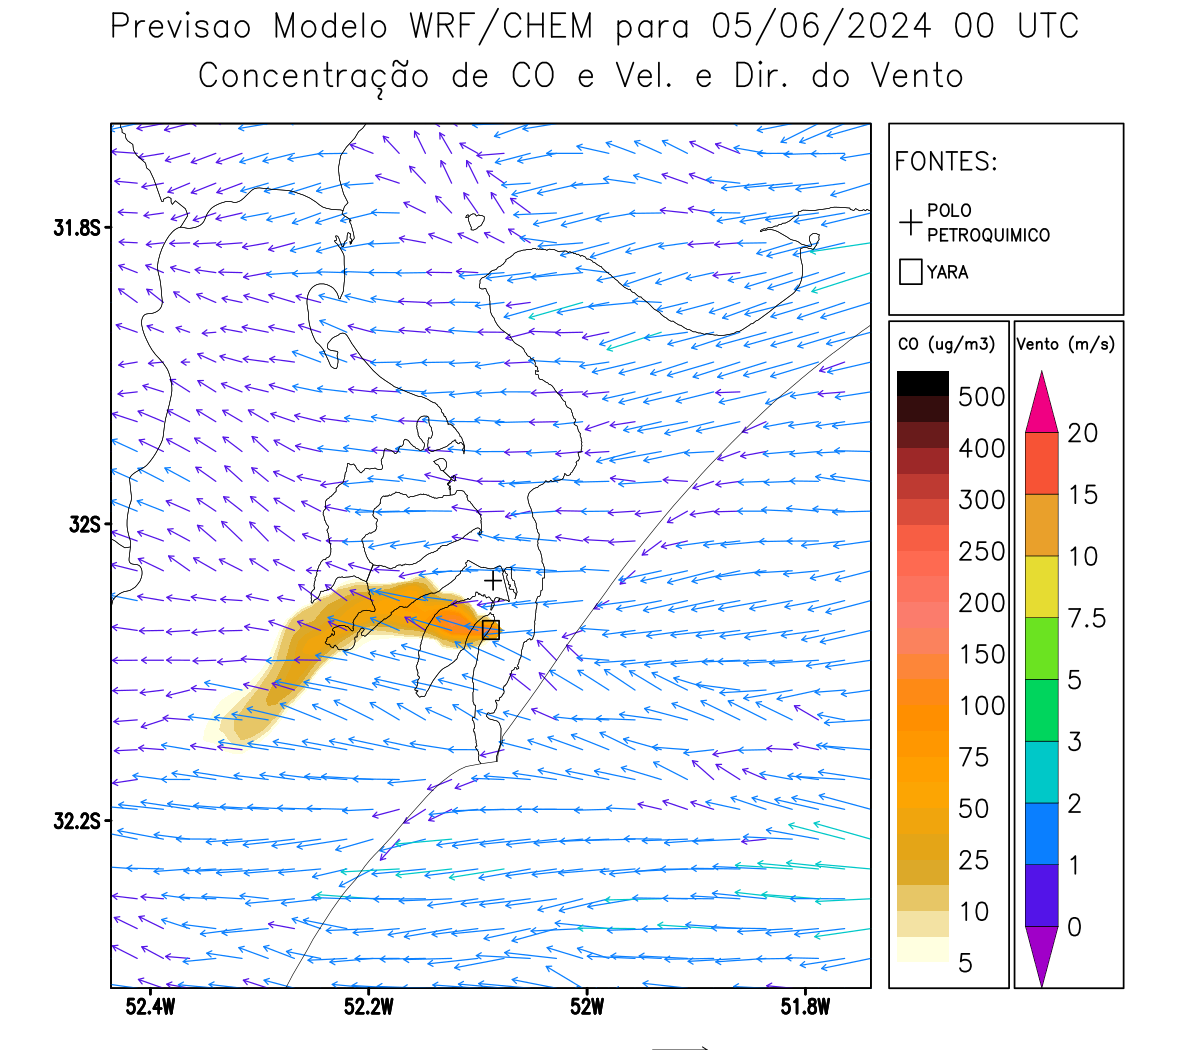 Previsao Modelo WRF/CHEM para 05/06/2024 00 UTC
Concentração de CO e Vel. e Dir. do Vento
FONTES:
POLO
PETROQUIMICO
YARA
31.8S
32S
32.2S
52.4W
52.2W
52W
51.8W
CO (ug/m3)
500
400
300
250
200
150
100
75
50
25
10
5
Vento (m/s)
20
15
10
7.5
5
3
2
1
0